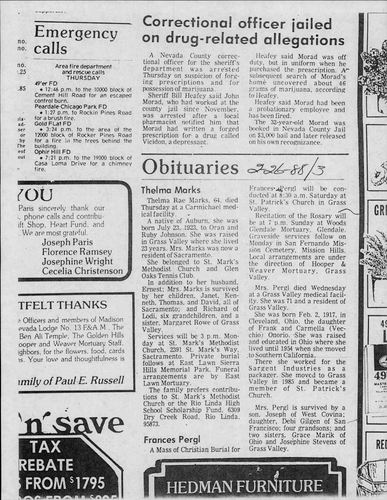 Emergency
calls
Area fire department
and rescue calls
THURSDAY
49'er FD
• 12:48 p.m. to the 10000 block of
Cement Hill Road for an escaped
control burn.
Peardale-Chicago Park FD
• 1:27 p.m. to Rockin Pines Road
for a brush fire.
Gold Flat FD
• 3:24 p.m. to the area of the
12000 block of Rocker Pines Road
for a fire in the trees behind the
building.
Ophir Hill FD
• 7:21 p.m. to the 19000 block of
Casa Loma Drive for a chimney
fire.
Correctional officer jailed
on drug-related allegations
A Nevada County correc-
tional officer for the sheriff's
department was arrested
Thursday on suspicion of forg-
ing prescriptions and for
possession of marijuana.
Sheriff Bill Heafey said John
Morad, who had worked at the
county jail since November,
was arrested after a local
pharmacist notified him that
Morad had written a forged
prescription for a drug called
Vicodin, a depressant.
Heafey said Morad was off
duty, but in uniform when he
purchased the prescription. A
subsequent search of Morad's
home uncovered about 46
grams of marijuana, according
to Heafey.
Heafey said Morad had been
a probationary employee and
has been fired.
The 32-year-old Morad was
booked in Nevada County Jail
on $3,000 bail and later released
on his own recognizance.
Obituaries
2-26-88/3
Thelma Marks
Thelma Rae Marks, 64, died
Thursday at a Carmichael med-
ical facility.
A native of Auburn, she was
born July 23, 1923, to Oran and
Ruby Johnson. She was raised
in Grass Valley where she lived
23 years. Mrs. Marks was now a
resident of Sacramento.
She belonged to St. Mark's
Methodist Church and Glen
Oaks Tennis Club.
In addition to her husband,
Ernest; Mrs. Marks is survived
by her children, Janet, Ken-
neth, Thomas, and David, all of
Sacramento; and Richard of
Lodi, six grandchildren; and a
sister, Margaret Rowe of Grass
Valley.
Services will be 3 p.m. Mon-
day at St. Mark's Methodist
Church, 2391 St. Mark's Way,
Sacramento. Private burial
follows at East Lawn Sierra
Hills Memorial Park. Funeral
arrangements are by East
Lawn Mortuary.
The family prefers contribu-
tions to St. Mark's Methodist
Church or the Rio Linda High
School Scholarship Fund, 6309
Dry Creek Road, Rio Linda,
95873.
Frances Pergl
A Mass of Christian Burial for
Frances Pergl will be con-
ducted at 8:30 a.m. Saturday at
St. Patrick's Church in Grass
Valley.
Recitation of the Rosary will
be at 7 p.m. Sunday at Woods
Glendale Mortuary, Glendale.
Graveside services follow on
Monday in San Fernando Mis-
sion Cemetery, Mission Hills.
Local arrangements are under
the direction of Hooper &
Weaver Mortuary, Grass
Valley.
Mrs. Pergl died Wednesday
at a Grass Valley medical facil-
ity. She was 71 and a resident of
Grass Valley.
She was born Feb. 2, 1917, in
Cleveland, Ohio, the daughter
of Frank and Carmella (Vec-
chio) Onorio. She was raised
and educated in Ohio where she
lived until 1954 when she moved
to Southern California.
There she worked for the
Sargent Industries as a
packager. She moved to Grass
Valley in 1985 and became a
member of St. Patrick's
Church.
Mrs. Pergl is survived by a
son, Joseph of West Covina;
daughter, Debi Gilgen of San
Francisco; four grandsons; and
two sisters, Grace Marik of
Ohio and Josephine Stevens of
Grass Valley.
YOU
Paris sincerely thank our
phone calls and contribu-
ft Shop, Heart Fund, and
We are most grateful.
Joseph Paris
Florence Ramsey
Josephine Wright
Cecelia Christenson
TFELT THANKS
Officers and members of Madison
evada Lodge No. 13 F&A.M. The
Ben Ali Temple, The Golden Hills
ooper and Weaver Mortuary Staff,
ighbors, for the flowers, food, cards
s. Your love and thoughtfulness is
amily of Paul E. Russell
n' save
TAX
REBATE
FROM $1795
HEDMAN FURNITURE